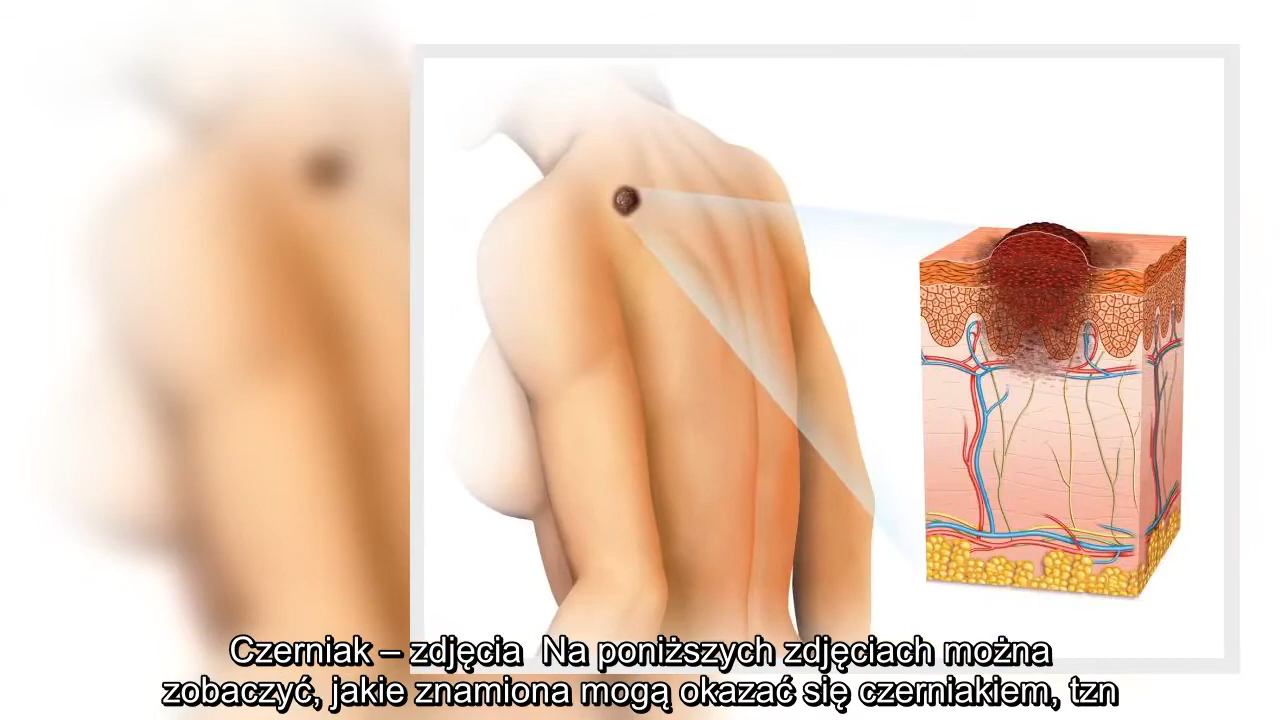 Czerniak – zdjęcia  Na poniższych zdjęciach można
zobaczyć, jakie znamiona mogą okazać się czerniakiem, tzn